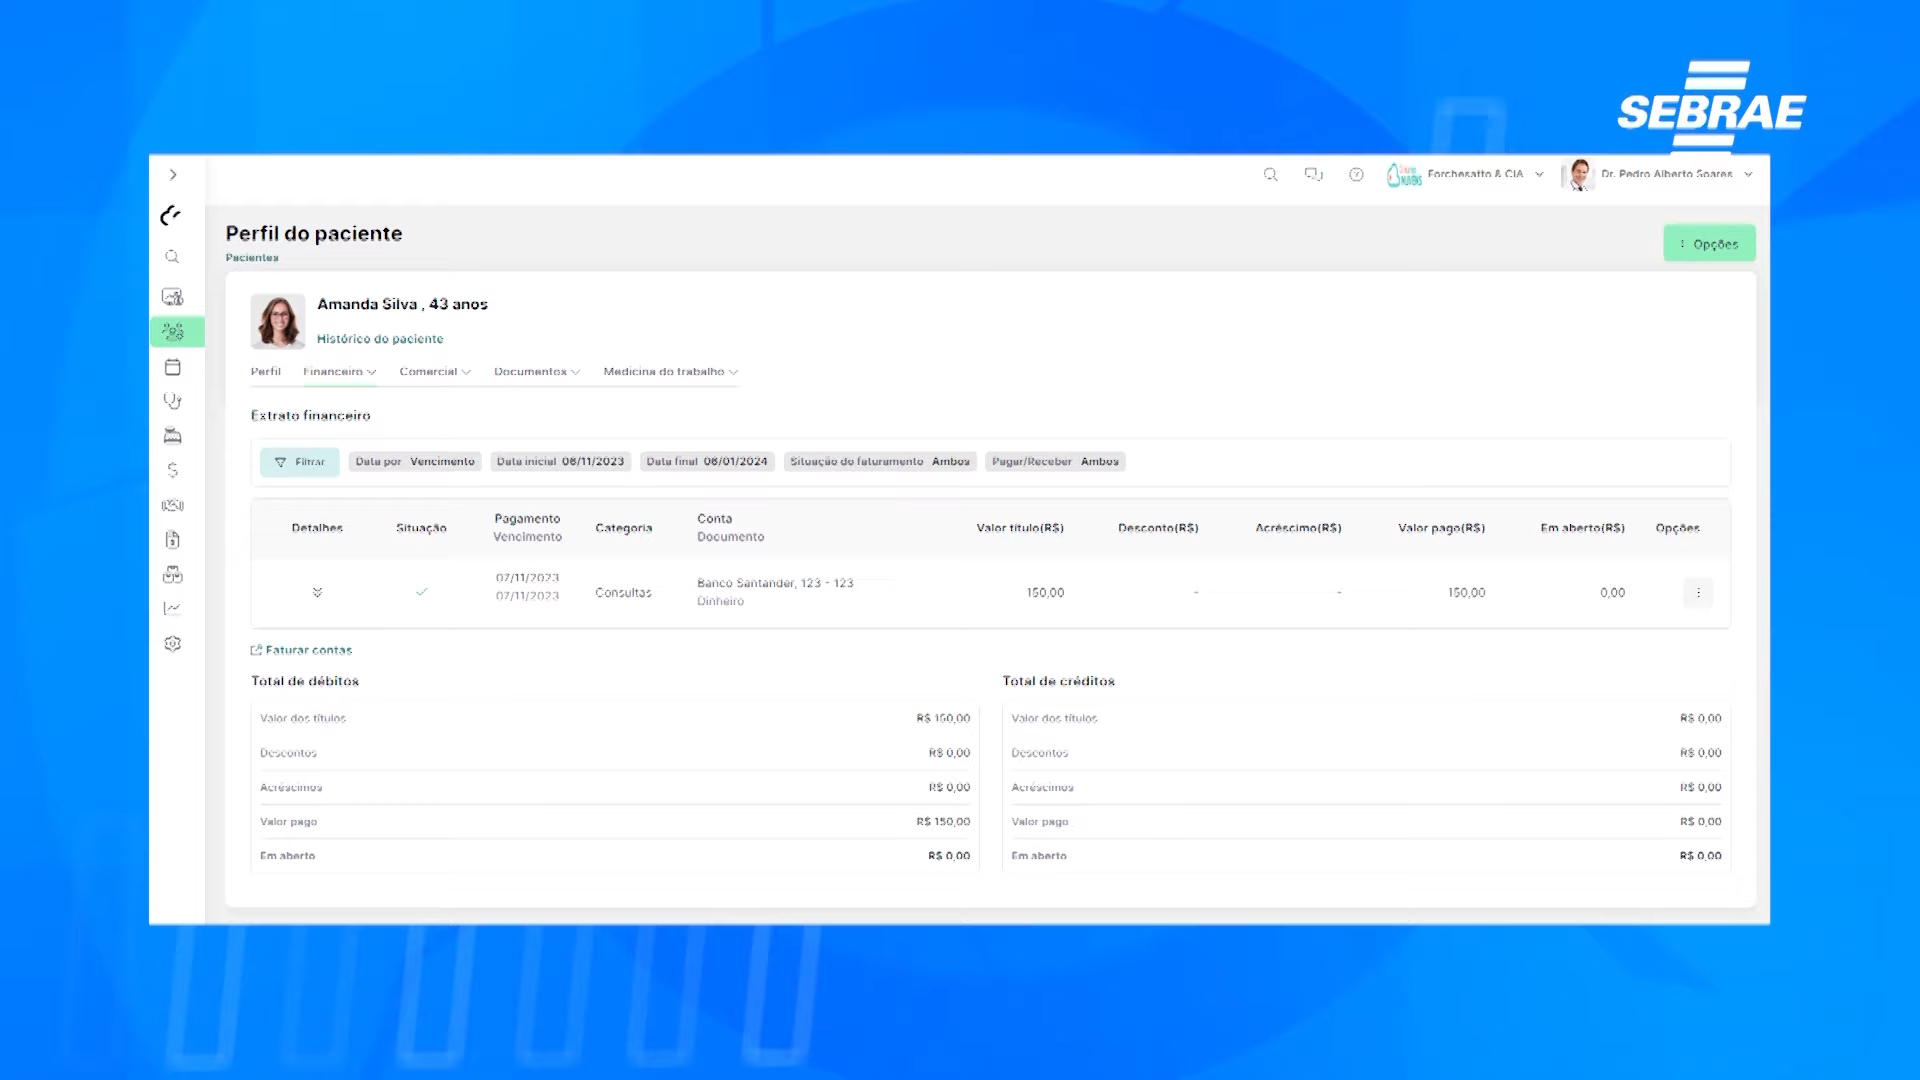 SEBRAE
Forchesatto & CIA
Dr. Pedro Alberto Soares
Perfil do paciente
Pacientes
Opções
Amanda Silva , 43 anos
Histórico do paciente
Perfil Financeiro Comercial Documentos Medicina do trabalho
Extrato financeiro
Filtrar Data por Vencimento Data inicial 06/11/2023 Data final 06/01/2024 Situação do faturamento Ambos Pagar/Receber Ambos
Detalhes Situação Pagamento Categoria Conta Valor título(R$) Desconto(R$) Acréscimo(R$) Valor pago(R$) Em aberto(R$) Opções
Vencimento Documento
07/11/2023 Consultas Banco Santander, 123 - 123 150,00 - - 150,00 0,00
07/11/2023 Dinheiro
Faturar contas
Total de débitos
Valor dos títulos R$ 150,00
Descontos R$ 0,00
Acréscimos R$ 0,00
Valor pago R$ 150,00
Em aberto R$ 0,00
Total de créditos
Valor dos títulos R$ 0,00
Descontos R$ 0,00
Acréscimos R$ 0,00
Valor pago R$ 0,00
Em aberto R$ 0,00